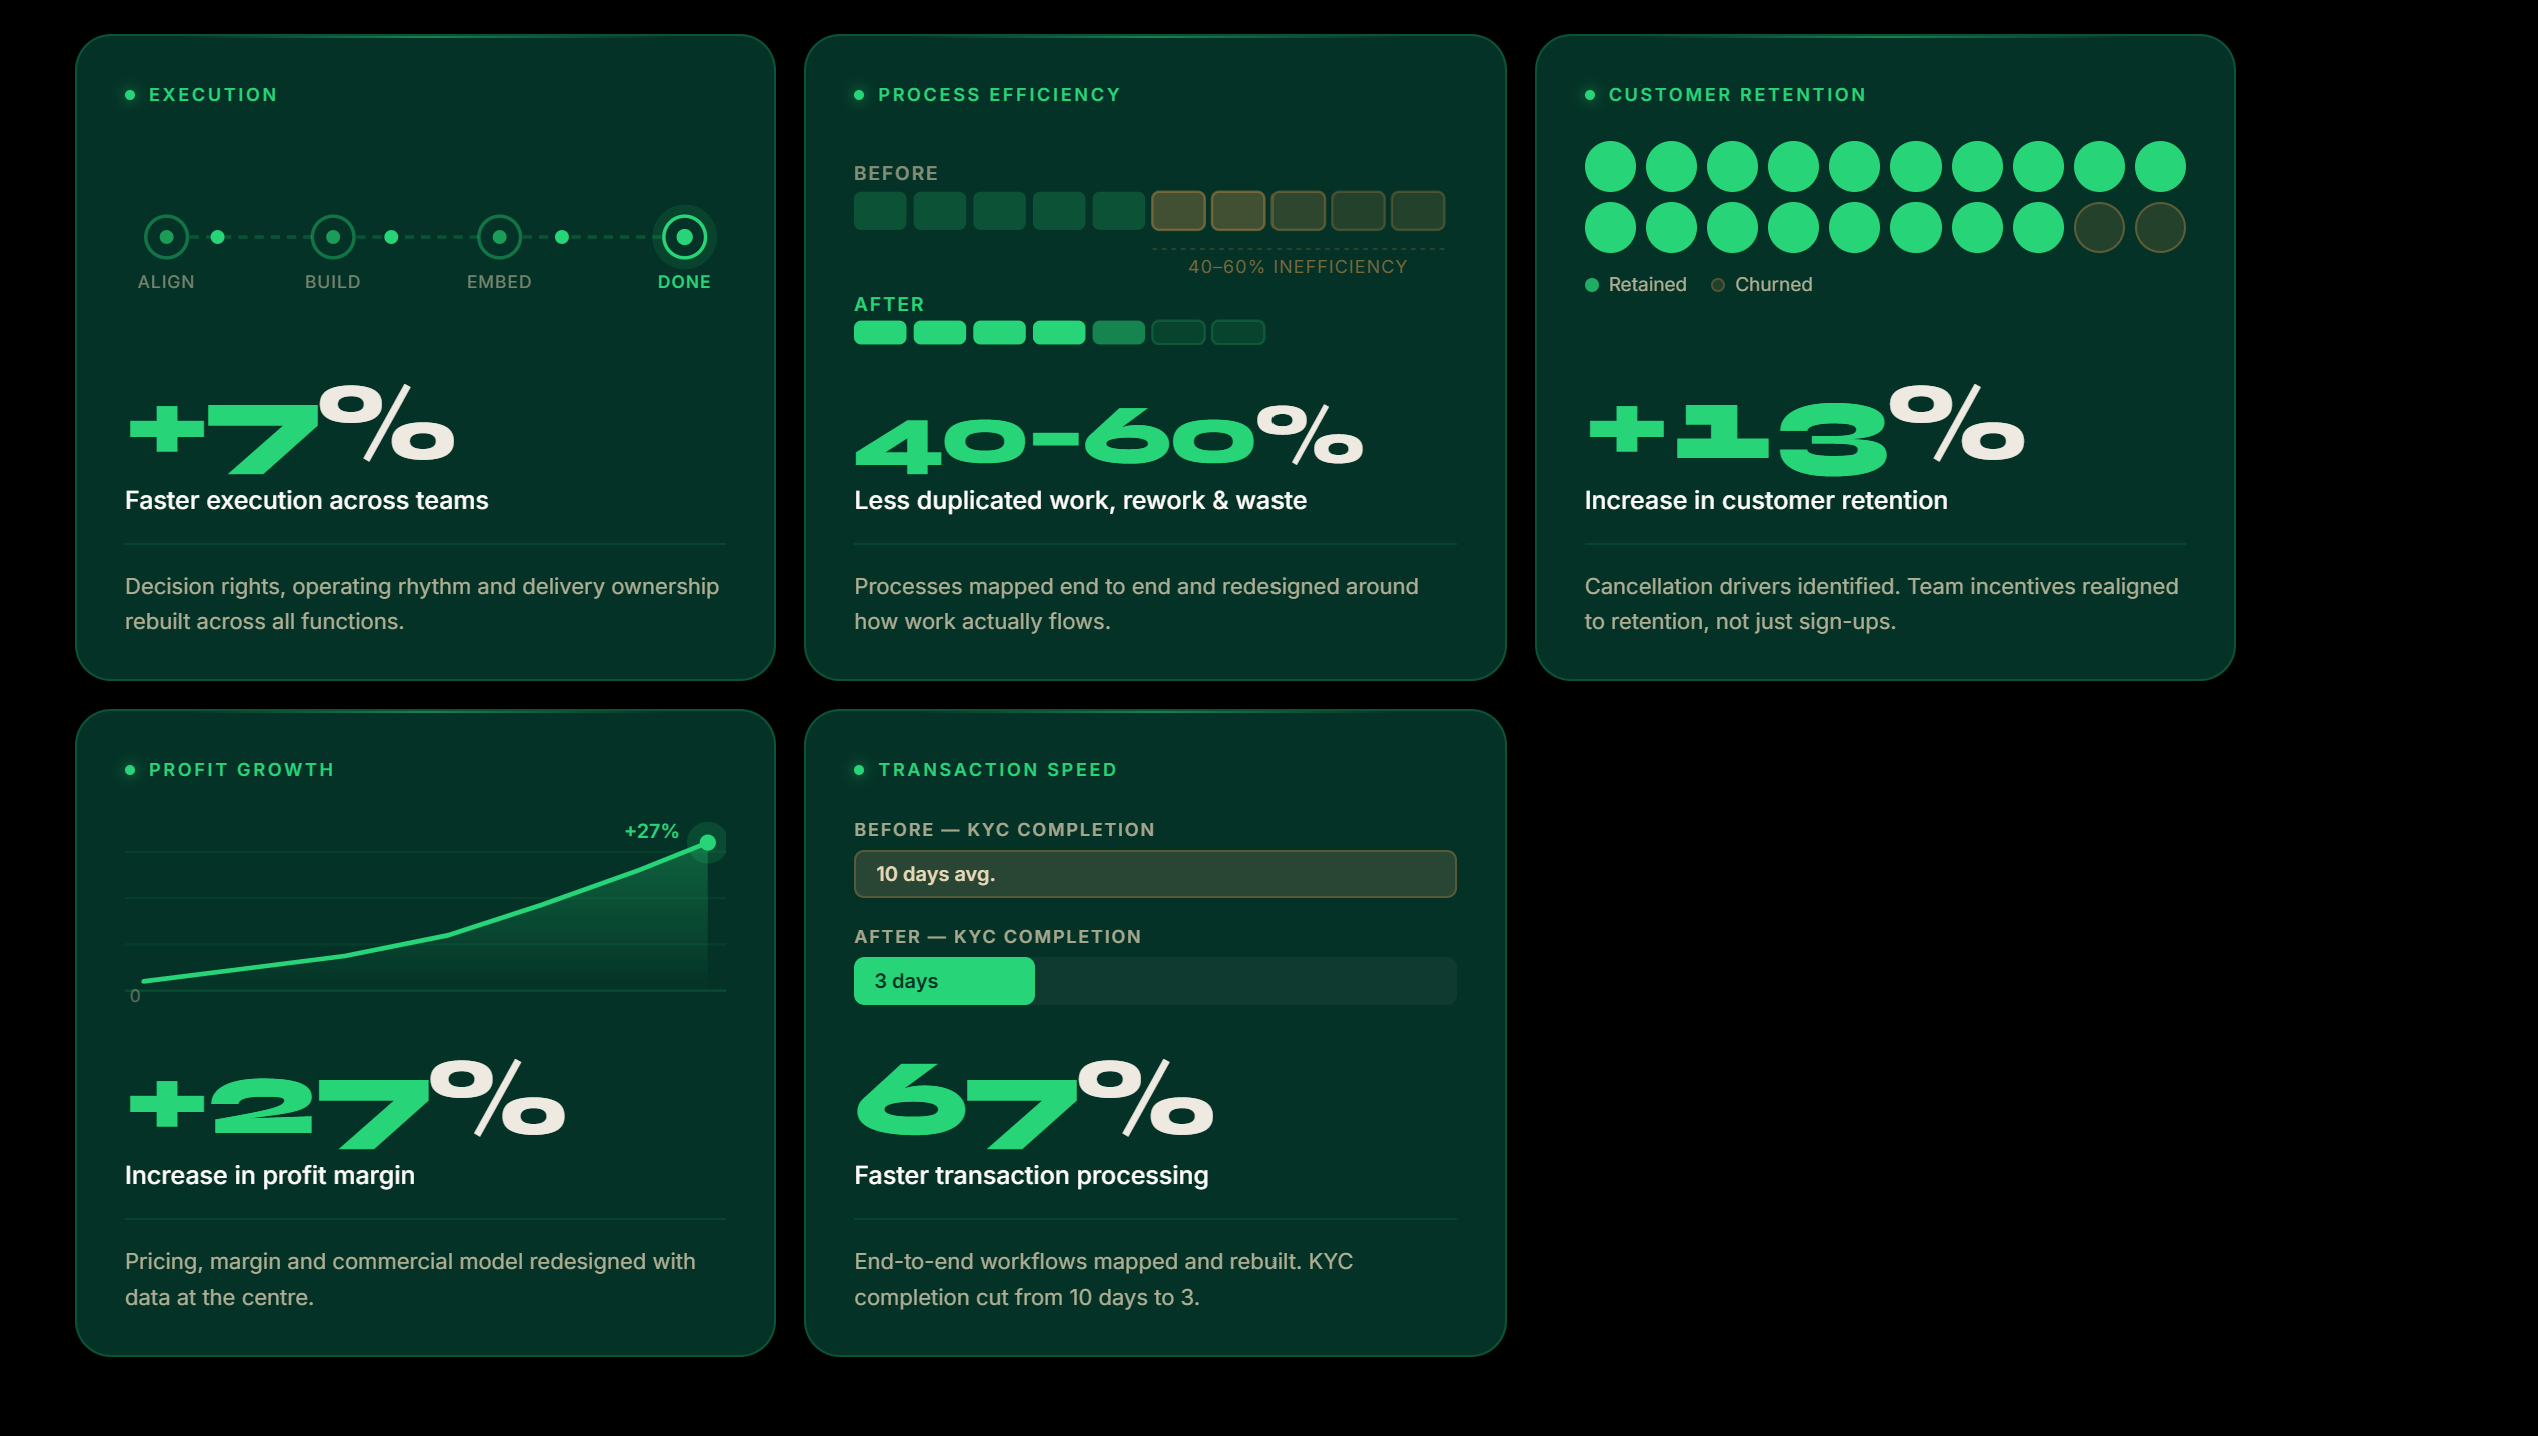 EXECUTION
ALIGN
BUILD
EMBED
DONE
+7%
Faster execution across teams
Decision rights, operating rhythm and delivery ownership
rebuilt across all functions.
PROCESS EFFICIENCY
BEFORE
40–60% INEFFICIENCY
AFTER
40–60%
Less duplicated work, rework & waste
Processes mapped end to end and redesigned around
how work actually flows.
CUSTOMER RETENTION
Retained
Churned
+13%
Increase in customer retention
Cancellation drivers identified. Team incentives realigned
to retention, not just sign-ups.
PROFIT GROWTH
+27%
0
+27%
Increase in profit margin
Pricing, margin and commercial model redesigned with
data at the centre.
TRANSACTION SPEED
BEFORE — KYC COMPLETION
10 days avg.
AFTER — KYC COMPLETION
3 days
67%
Faster transaction processing
End-to-end workflows mapped and rebuilt. KYC
completion cut from 10 days to 3.